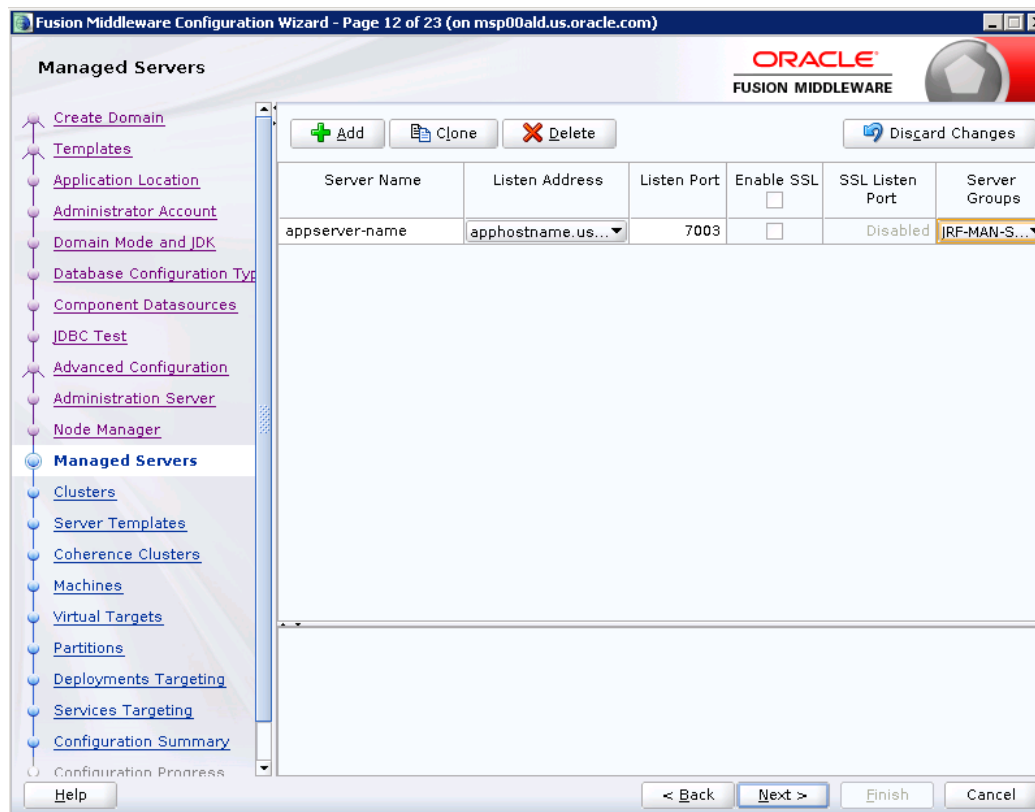 Fusion Middleware Configuration Wizard - Page 12 of 23 (on msp00ald.us.oracle.com)
Managed Servers
ORACLE
FUSION MIDDLEWARE
Create Domain
Templates
Application Location
Administrator Account
Domain Mode and JDK
Database Configuration Typ
Component Datasources
JDBC Test
Advanced Configuration
Administration Server
Node Manager
Managed Servers
Clusters
Server Templates
Coherence Clusters
Machines
Virtual Targets
Partitions
Deployments Targeting
Services Targeting
Configuration Summary
Configuration Progress
Add Clone Delete Discard Changes
Server Name Listen Address Listen Port Enable SSL SSL Listen Port Server Groups
appserver-name apphostname.us... 7003 Disabled JRF-MAN-S...
Help < Back Next > Finish Cancel